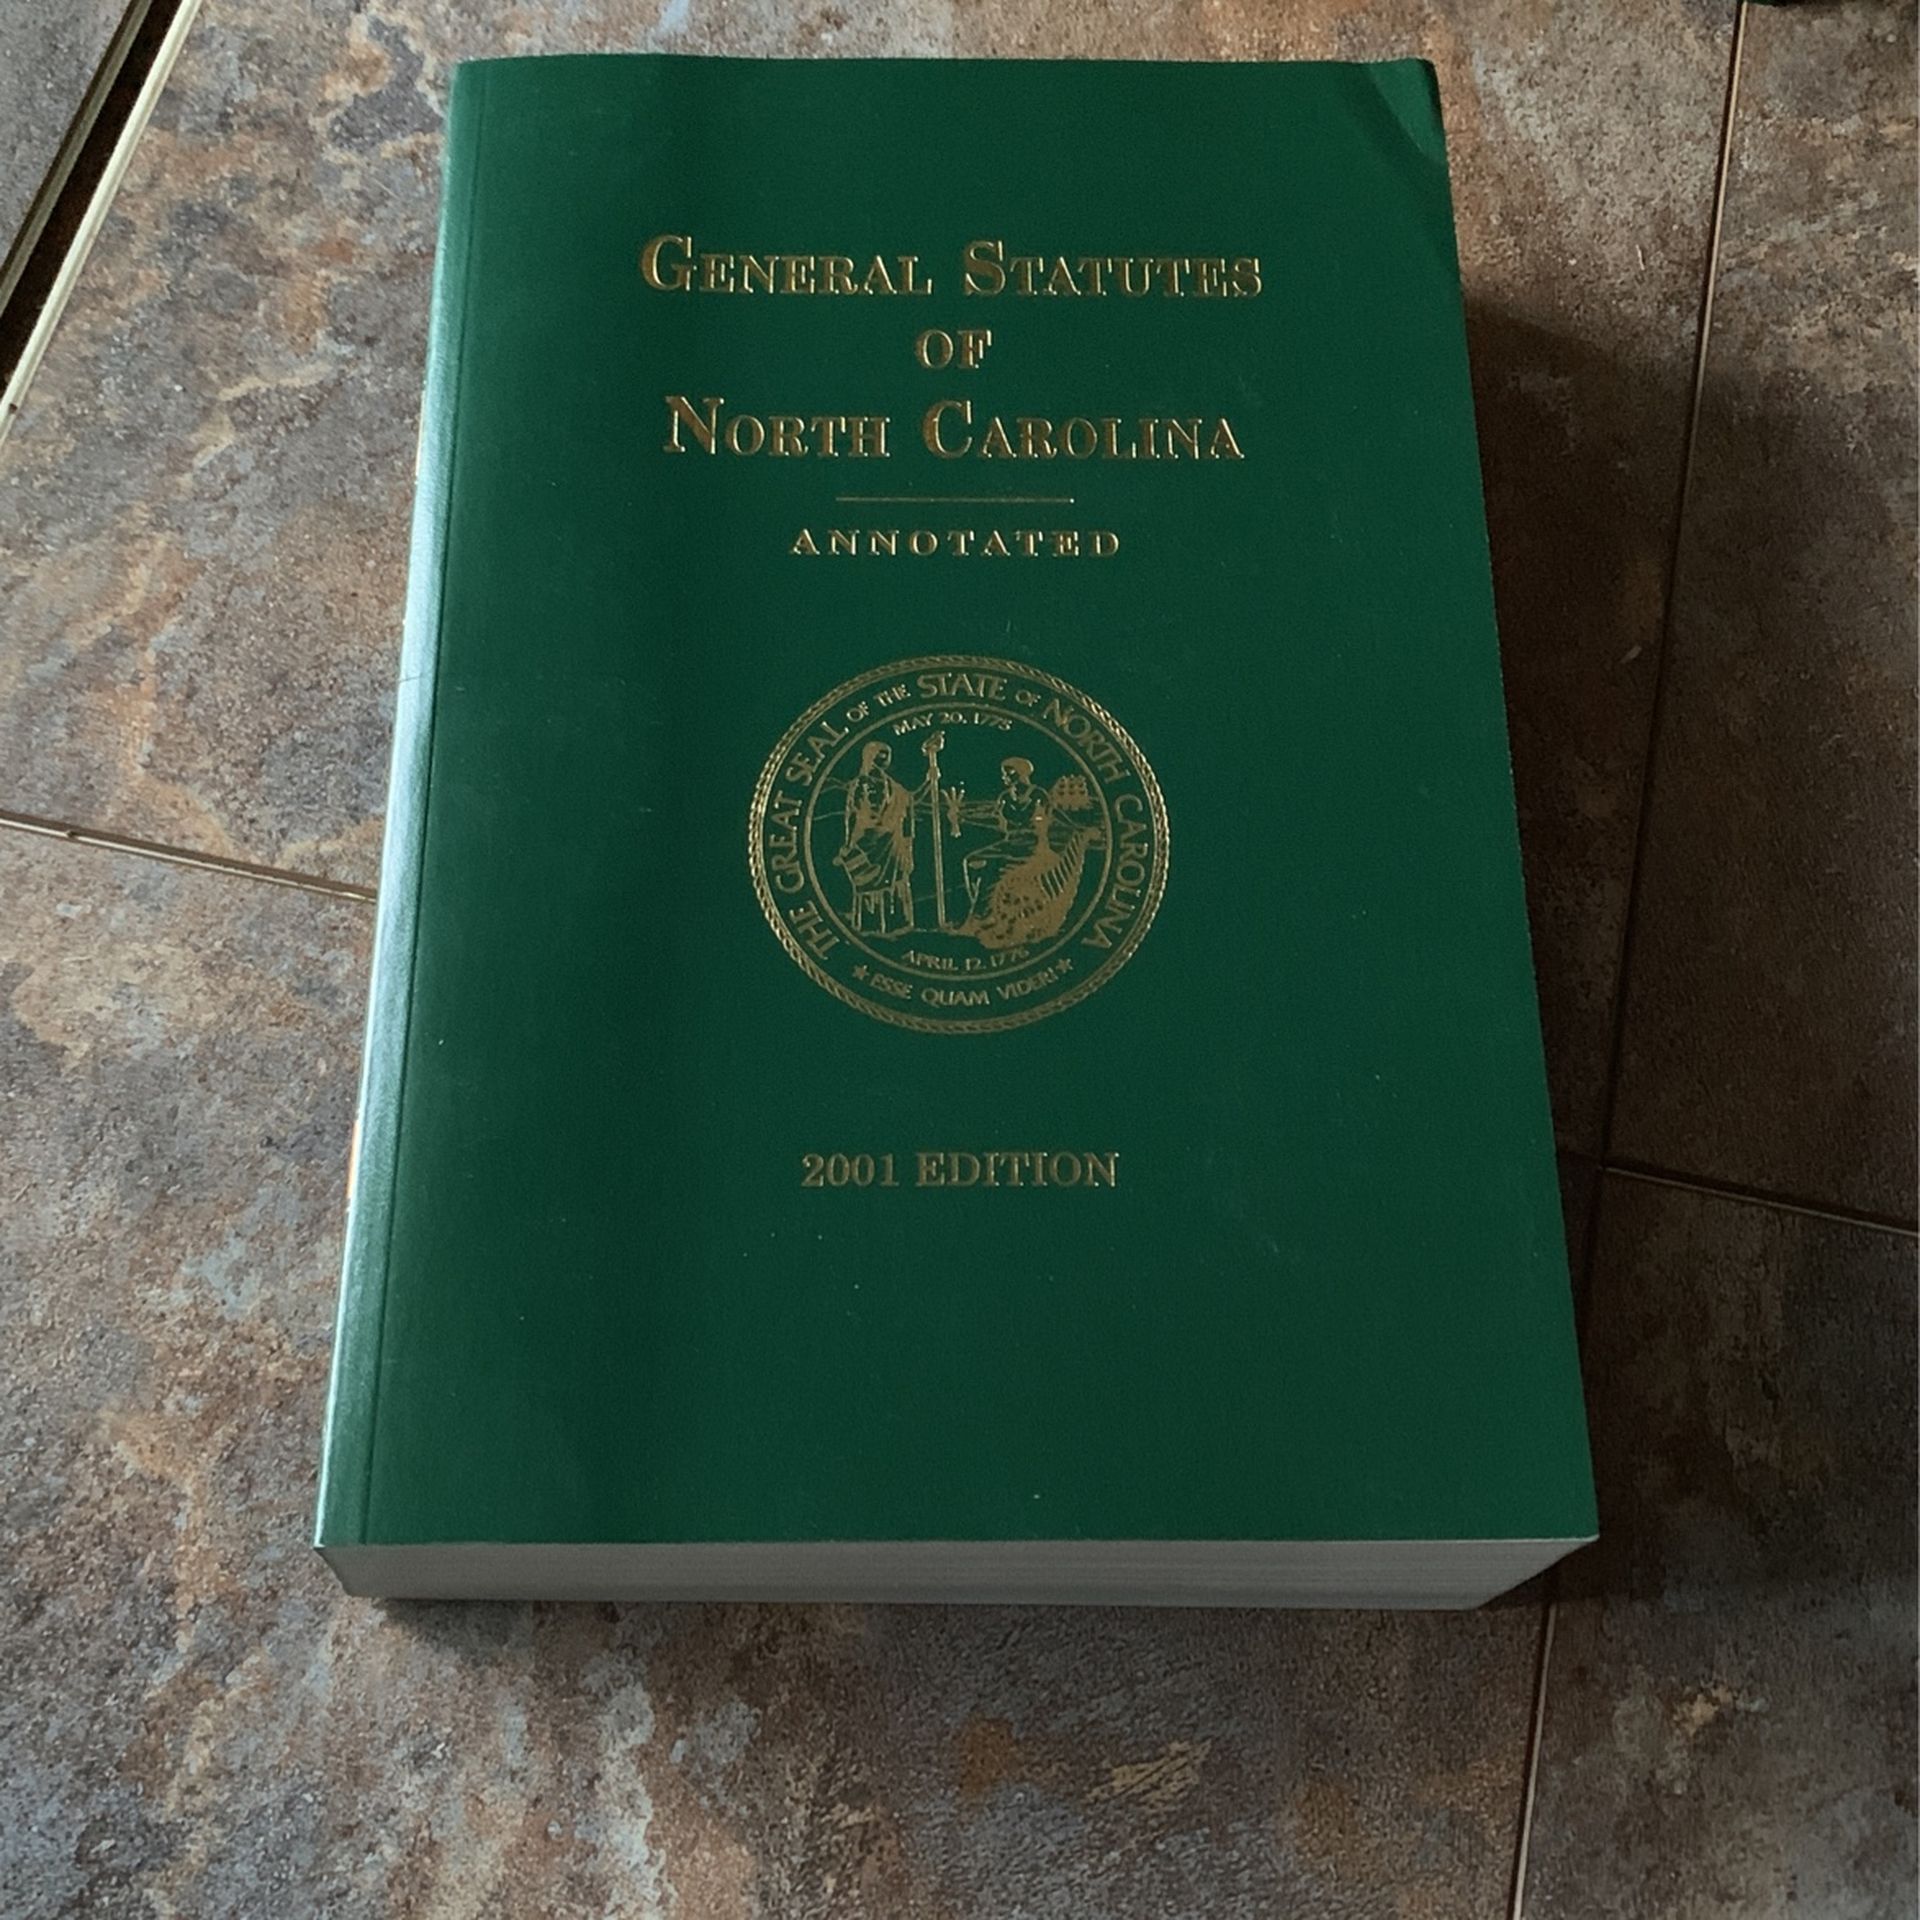 GENERAL STATUTES
OF
NORTH CAROLINA
ANNOTATED
THE GREAT SEAL OF THE STATE OF NORTH CAROLINA
MAY 20, 1775
APRIL 12, 1776
★ ESSE QUAM VIDERI ★
2001 EDITION